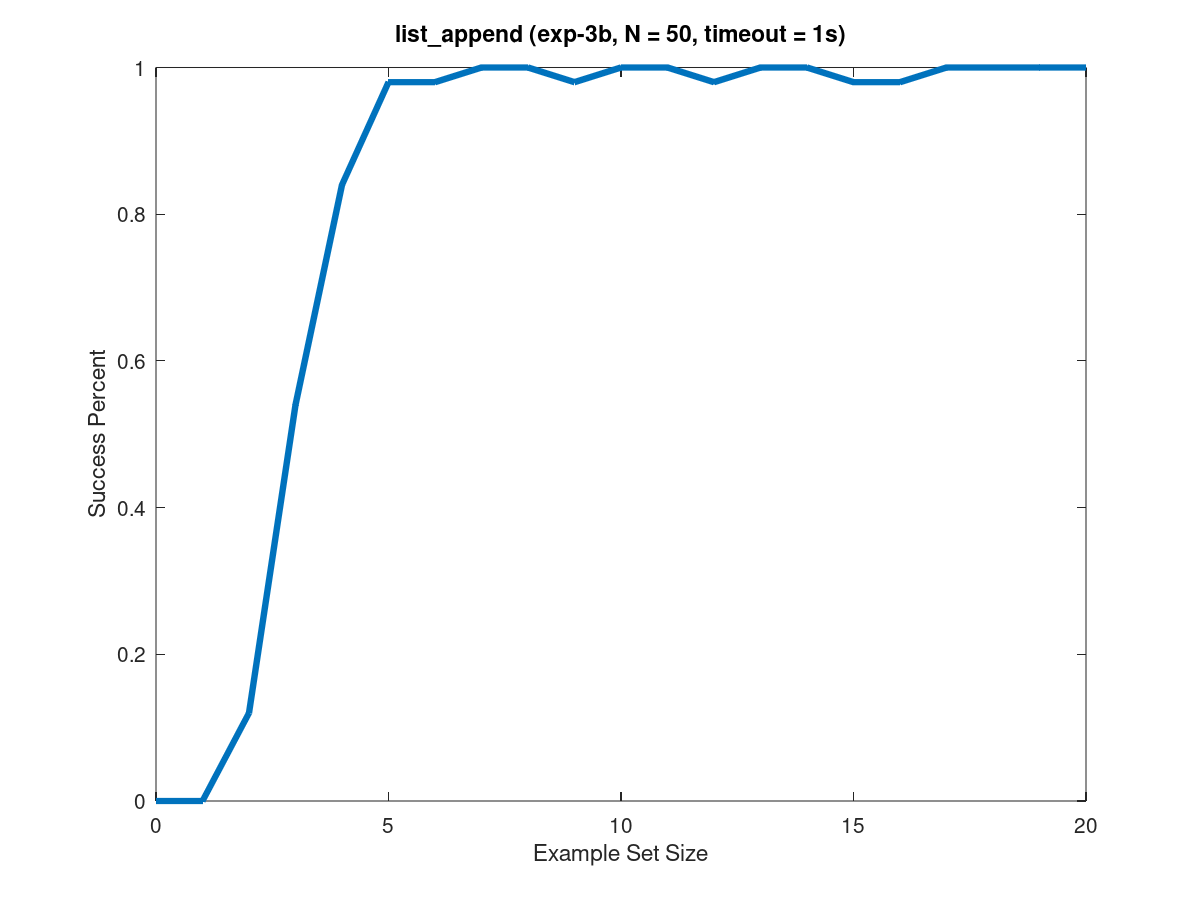 list_append (exp-3b, N = 50, timeout = 1s)
1
0.8
0.6
0.4
0.2
0
Success Percent
0 5 10 15 20
Example Set Size